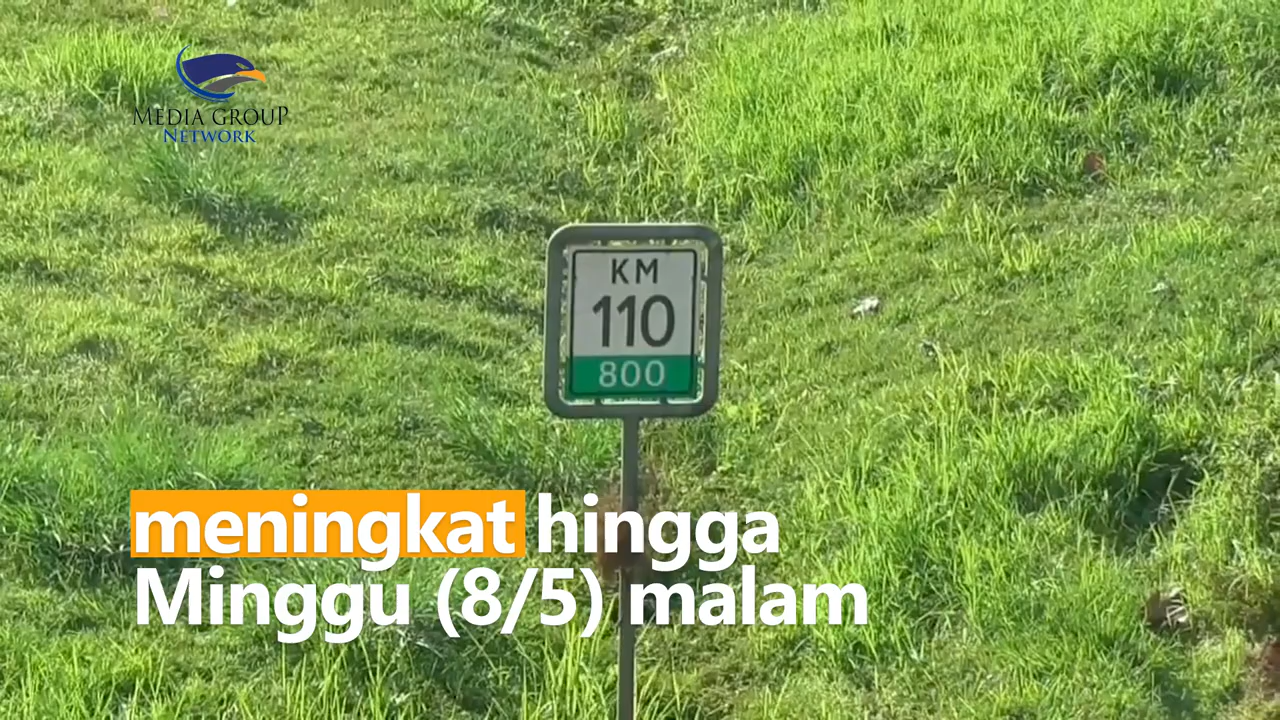 MEDIA GROUP
NETWORK
KM
110
800
meningkat hingga
Minggu (8/5) malam